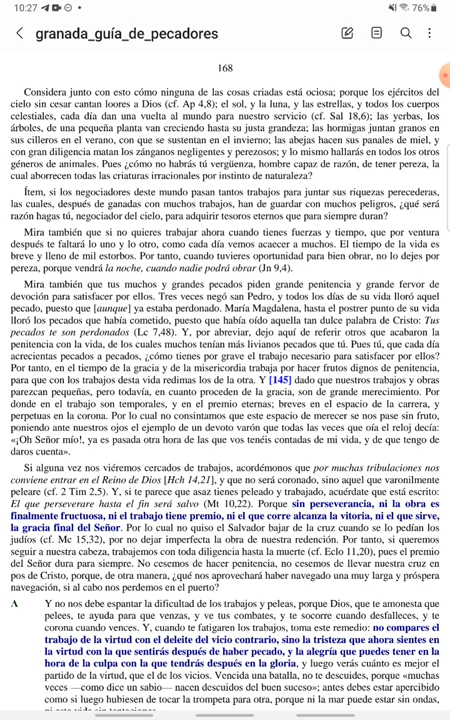 10:27
76%
granada_guía_de_pecadores
168
Considera junto con esto cómo ninguna de las cosas criadas está ociosa; porque los ejércitos del
cielo sin cesar cantan loores a Dios (cf. Ap 4,8); el sol, y la luna, y las estrellas, y todos los cuerpos
celestiales, cada día dan una vuelta al mundo para nuestro servicio (cf. Sal 18,6); las yerbas, los
árboles, de una pequeña planta van creciendo hasta su justa grandeza; las hormigas juntan granos en
sus cilleros en el verano, con que se sustentan en el invierno; las abejas hacen sus panales de miel, y
con gran diligencia matan los zánganos negligentes y perezosos; y lo mismo hallarás en todos los otros
géneros de animales. Pues ¿cómo no habrás tú vergüenza, hombre capaz de razón, de tener pereza, la
cual aborrecen todas las criaturas irracionales por instinto de naturaleza?
Ítem, si los negociadores deste mundo pasan tantos trabajos para juntar sus riquezas perecederas,
las cuales, después de ganadas con muchos trabajos, han de guardar con muchos peligros, ¿qué será
razón hagas tú, negociador del cielo, para adquirir tesoros eternos que para siempre duran?
Mira también que si no quieres trabajar ahora cuando tienes fuerzas y tiempo, que por ventura
después te faltará lo uno y lo otro, como cada día vemos acaecer a muchos. El tiempo de la vida es
breve y lleno de mil estorbos. Por tanto, cuando tuvieres oportunidad para bien obrar, no lo dejes por
pereza, porque vendrá la noche, cuando nadie podrá obrar (Jn 9,4).
Mira también que tus muchos y grandes pecados piden grande penitencia y grande fervor de
devoción para satisfacer por ellos. Tres veces negó san Pedro, y todos los días de su vida lloró aquel
pecado, puesto que [aunque] ya estaba perdonado. María Magdalena, hasta el postrer punto de su vida
lloró los pecados que había cometido, puesto que había oído aquella tan dulce palabra de Cristo: Tus
pecados te son perdonados (Lc 7,48). Y, por abreviar, dejo aquí de referir otros que acabaron la
penitencia con la vida, de los cuales muchos tenían más livianos pecados que tú. Pues tú, que cada día
acrecientas pecados a pecados, ¿cómo tienes por grave el trabajo necesario para satisfacer por ellos?
Por tanto, en el tiempo de la gracia y de la misericordia trabaja por hacer frutos dignos de penitencia,
para que con los trabajos desta vida redimas los de la otra. Y [145] dado que nuestros trabajos y obras
parezcan pequeñas, pero todavía, en cuanto proceden de la gracia, son de grande merecimiento. Por
donde en el trabajo son temporales, y en el premio eternas; breves en el espacio de la carrera, y
perpetuas en la corona. Por lo cual no consintamos que este espacio de merecer se nos pase sin fruto,
poniendo ante nuestros ojos el ejemplo de un devoto varón que todas las veces que oía el reloj decía:
«¡Oh Señor mío!, ya es pasada otra hora de las que vos tenéis contadas de mi vida, y de que tengo de
daros cuenta».
Si alguna vez nos viéremos cercados de trabajos, acordémonos que por muchas tribulaciones nos
conviene entrar en el Reino de Dios [Hch 14,21], y que no será coronado, sino aquel que varonilmente
peleare (cf. 2 Tim 2,5). Y, si te parece que asaz tienes peleado y trabajado, acuérdate que está escrito:
El que perseverare hasta el fin será salvo (Mt 10,22). Porque sin perseverancia, ni la obra es
finalmente fructuosa, ni el trabajo tiene premio, ni el que corre alcanza la vitoria, ni el que sirve,
la gracia final del Señor. Por lo cual no quiso el Salvador bajar de la cruz cuando se lo pedían los
judíos (cf. Mc 15,32), por no dejar imperfecta la obra de nuestra redención. Por tanto, si queremos
seguir a nuestra cabeza, trabajemos con toda diligencia hasta la muerte (cf. Eclo 11,20), pues el premio
del Señor dura para siempre. No cesemos de hacer penitencia, no cesemos de llevar nuestra cruz en
pos de Cristo, porque, de otra manera, ¿qué nos aprovechará haber navegado una muy larga y próspera
navegación, si al cabo nos perdemos en el puerto?
Λ Y no nos debe espantar la dificultad de los trabajos y peleas, porque Dios, que te amonesta que
pelees, te ayuda para que venzas, y ve tus combates, y te socorre cuando desfalleces, y te
corona cuando vences. Y, cuando te fatigaren los trabajos, toma este remedio: no compares el
trabajo de la virtud con el deleite del vicio contrario, sino la tristeza que ahora sientes en
la virtud con la que sentirás después de haber pecado, y la alegría que puedes tener en la
hora de la culpa con la que tendrás después en la gloria, y luego verás cuánto es mejor el
partido de la virtud, que el de los vicios. Vencida una batalla, no te descuides, porque «muchas
veces —como dice un sabio— nacen descuidos del buen suceso»; antes debes estar apercibido
como si luego hubiesen de tocar la trompeta para otra, porque ni la mar puede estar sin ondas,
ni esta vida sin tentaciones